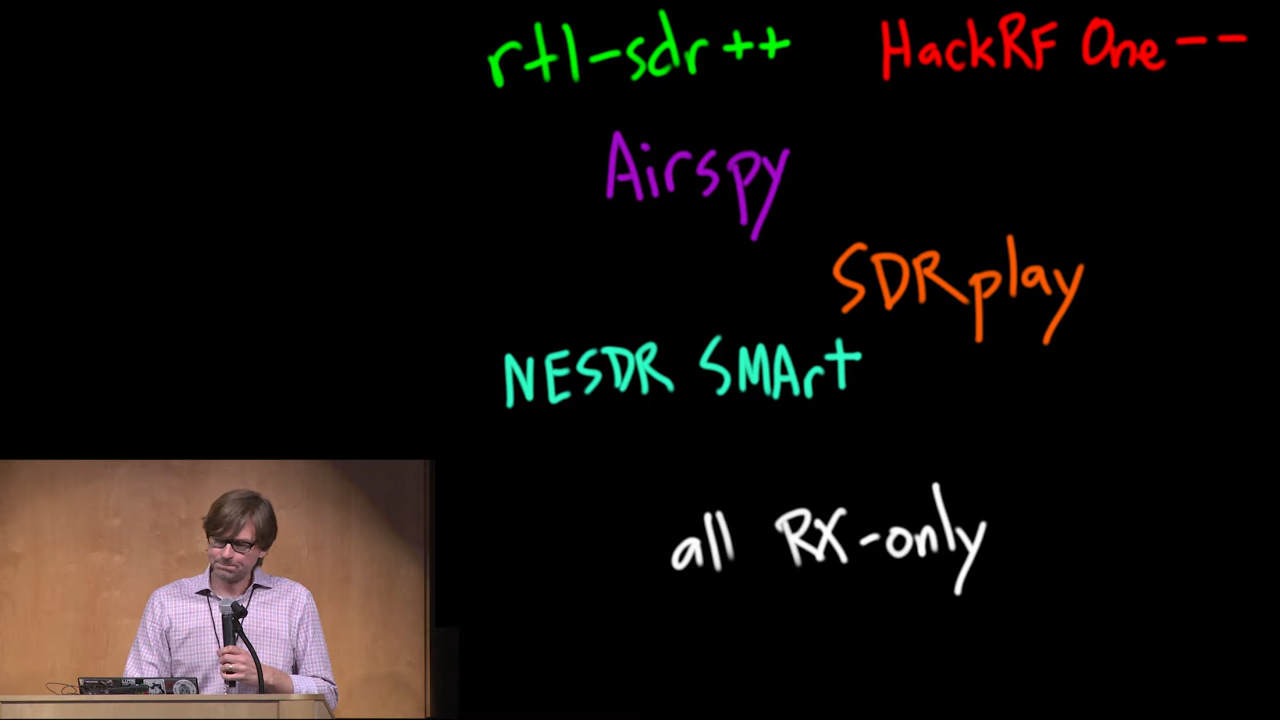 rtl-sdr++ HackRF One--
Airspy
SDRplay
NESDR SMArt
all RX-only